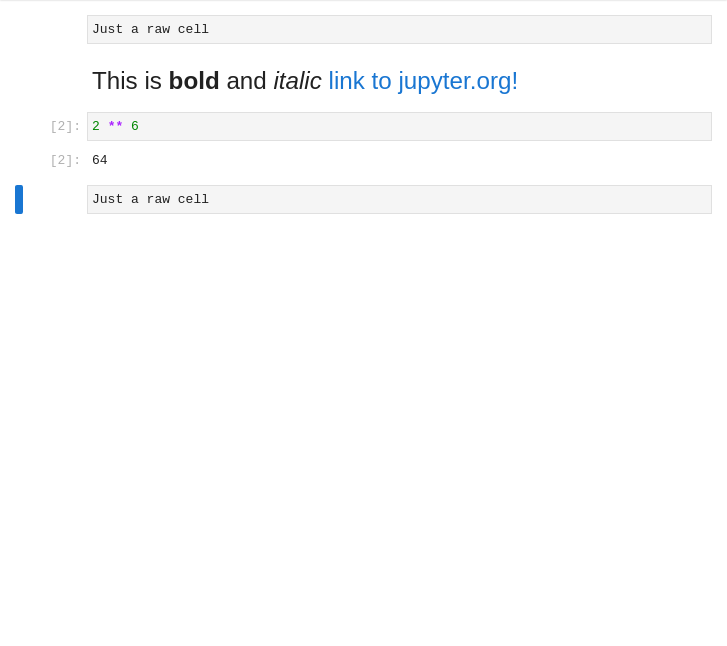 Just a raw cell
This is bold and italic link to jupyter.org!
[2]: 2 ** 6
[2]: 64
Just a raw cell